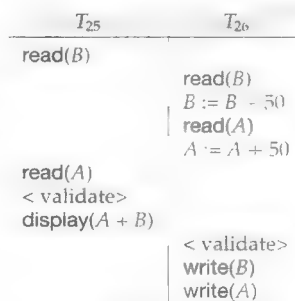 T25 T26
read(B)
read(B)
B := B - 50
read(A)
A := A + 50
read(A)
< validate>
display(A + B)
< validate>
write(B)
write(A)